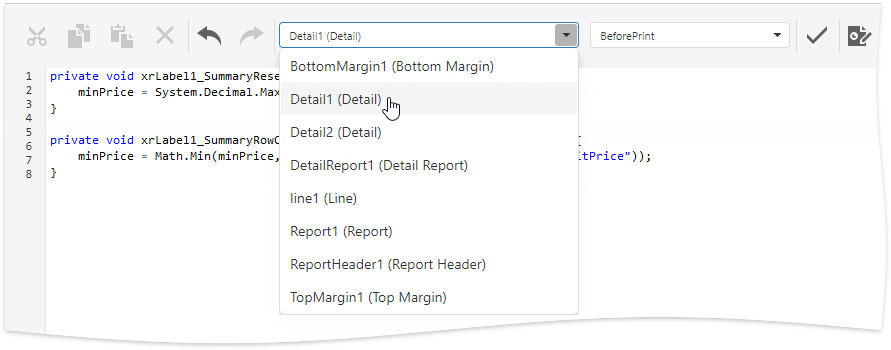 Detail1 (Detail)
BeforePrint
1 private void xrLabel1_SummaryRese
2 minPrice = System.Decimal.Max
3 }
4
5
6 private void xrLabel1_SummaryRowC {
7 minPrice = Math.Min(minPrice, itPrice"));
8 }
BottomMargin1 (Bottom Margin)
Detail1 (Detail)
Detail2 (Detail)
DetailReport1 (Detail Report)
line1 (Line)
Report1 (Report)
ReportHeader1 (Report Header)
TopMargin1 (Top Margin)